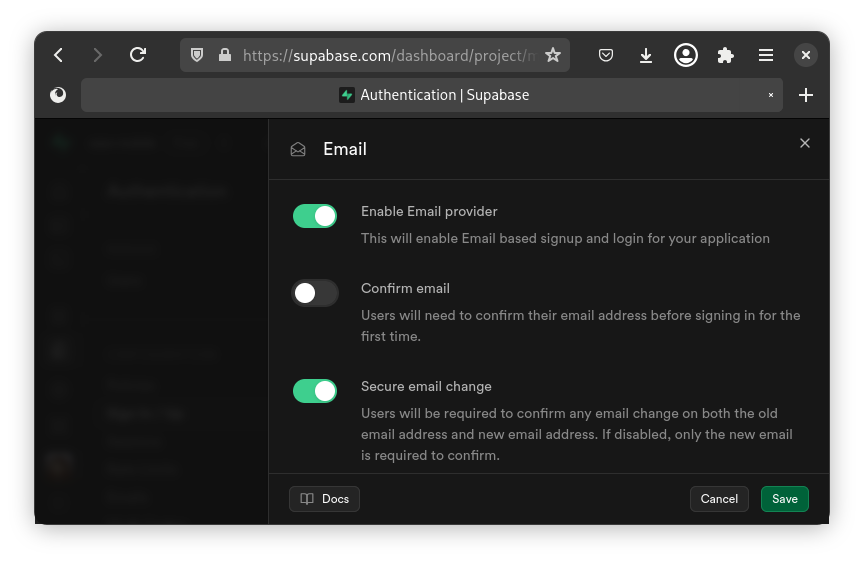 https://supabase.com/dashboard/project/
Authentication | Supabase
Email
Enable Email provider
This will enable Email based signup and login for your application
Confirm email
Users will need to confirm their email address before signing in for the
first time.
Secure email change
Users will be required to confirm any email change on both the old
email address and new email address. If disabled, only the new email
is required to confirm.
Docs
Cancel
Save